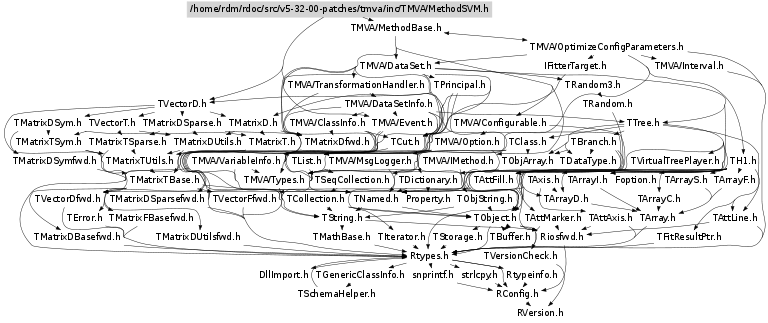 /home/rdm/rdoc/src/v5-32-00-patches/tmva/inc/TMVA/MethodSVM.h
TMVA/MethodBase.h
TMVA/OptimizeConfigParameters.h
TMVA/DataSet.h
IFitterTarget.h
TMVA/Interval.h
TMVA/TransformationHandler.h
TPrincipal.h
TRandom3.h
TVectorD.h
TMVA/DataSetInfo.h
TRandom.h
TMatrixDSym.h
TVectorT.h
TMatrixDSparse.h
TMatrixD.h
TMVA/ClassInfo.h
TMVA/Event.h
TMVA/Configurable.h
TTree.h
TMatrixTSym.h
TMatrixTSparse.h
TMatrixDUtils.h
TMatrixT.h
TMatrixDfwd.h
TCut.h
TMVA/Option.h
TClass.h
TBranch.h
TMatrixDSymfwd.h
TMatrixTUtils.h
TMVA/VariableInfo.h
TList.h
TMVA/MsgLogger.h
TMVA/IMethod.h
TObjArray.h
TDataType.h
TVirtualTreePlayer.h
TH1.h
TMatrixTBase.h
TMVA/Types.h
TSeqCollection.h
TDictionary.h
TAttFill.h
TAxis.h
TArrayI.h
Foption.h
TArrayS.h
TArrayF.h
TVectorDfwd.h
TMatrixDSparsefwd.h
TVectorFfwd.h
TCollection.h
TNamed.h
Property.h
TObjString.h
TArrayD.h
TArrayC.h
TError.h
TMatrixFBasefwd.h
TString.h
TObject.h
TAttMarker.h
TAttAxis.h
TArray.h
TAttLine.h
TMatrixDBasefwd.h
TMatrixDUtilsfwd.h
TMathBase.h
TIterator.h
TStorage.h
TBuffer.h
Riosfwd.h
TFitResultPtr.h
Rtypes.h
TVersionCheck.h
DllImport.h
TGenericClassInfo.h
snprintf.h
strlcpy.h
Rtypeinfo.h
TSchemaHelper.h
RConfig.h
RVersion.h